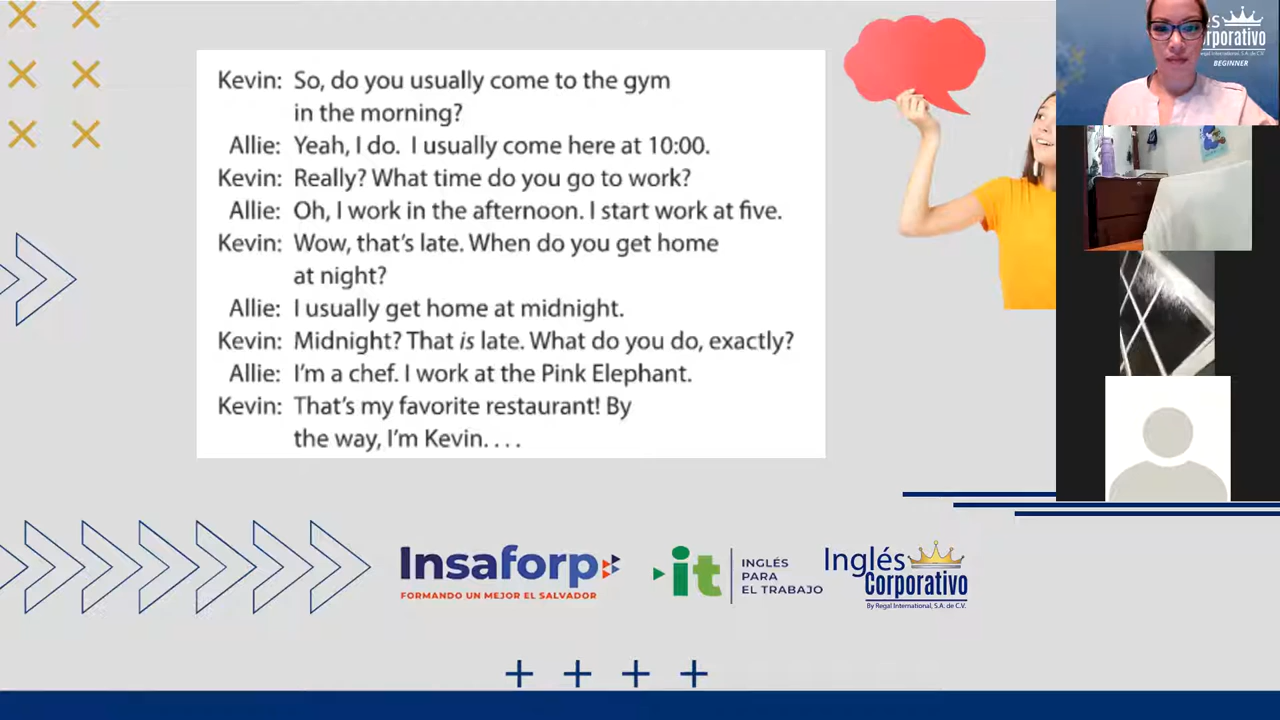 Kevin: So, do you usually come to the gym
in the morning?
Allie: Yeah, I do. I usually come here at 10:00.
Kevin: Really? What time do you go to work?
Allie: Oh, I work in the afternoon. I start work at five.
Kevin: Wow, that's late. When do you get home
at night?
Allie: I usually get home at midnight.
Kevin: Midnight? That is late. What do you do, exactly?
Allie: I'm a chef. I work at the Pink Elephant.
Kevin: That's my favorite restaurant! By
the way, I'm Kevin. . . .
Insaforp
FORMANDO UN MEJOR EL SALVADOR
it
INGLÉS
PARA
EL TRABAJO
Inglés
Corporativo
By Regal International, S.A. de C.V.
BEGINNER